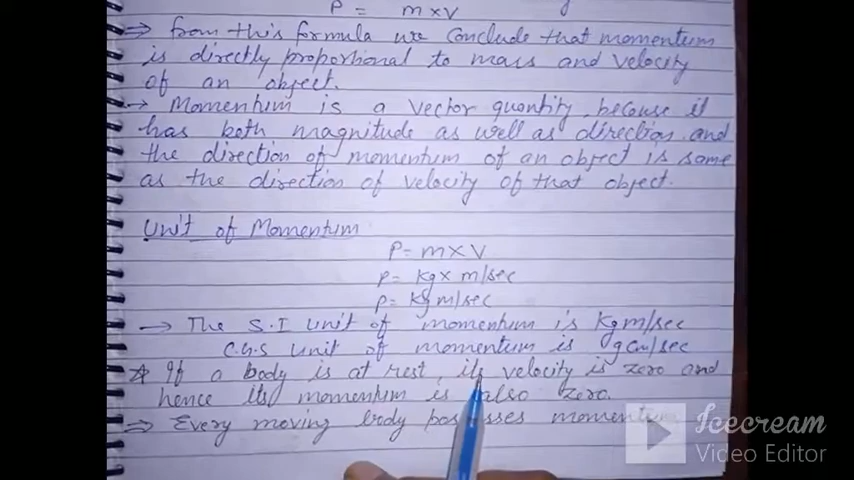 P = m×V
⇒ from this formula we conclude that momentum
is directly proportional to mass and velocity
of an object.
→ Momentum is a vector quantity, because it
has both magnitude as well as direction and
the direction of momentum of an object is same
as the direction of velocity of that object.
Unit of Momentum
P = m×V
P = Kg× m/sec
P = Kg m/sec
→ The S.I unit of momentum is Kgm/sec
C.G.S unit of momentum is gcm/sec
☆ If a body is at rest, its velocity is zero and
hence its momentum is also zero.
⇒ Every moving body possesses momentum
Icecream
Video Editor